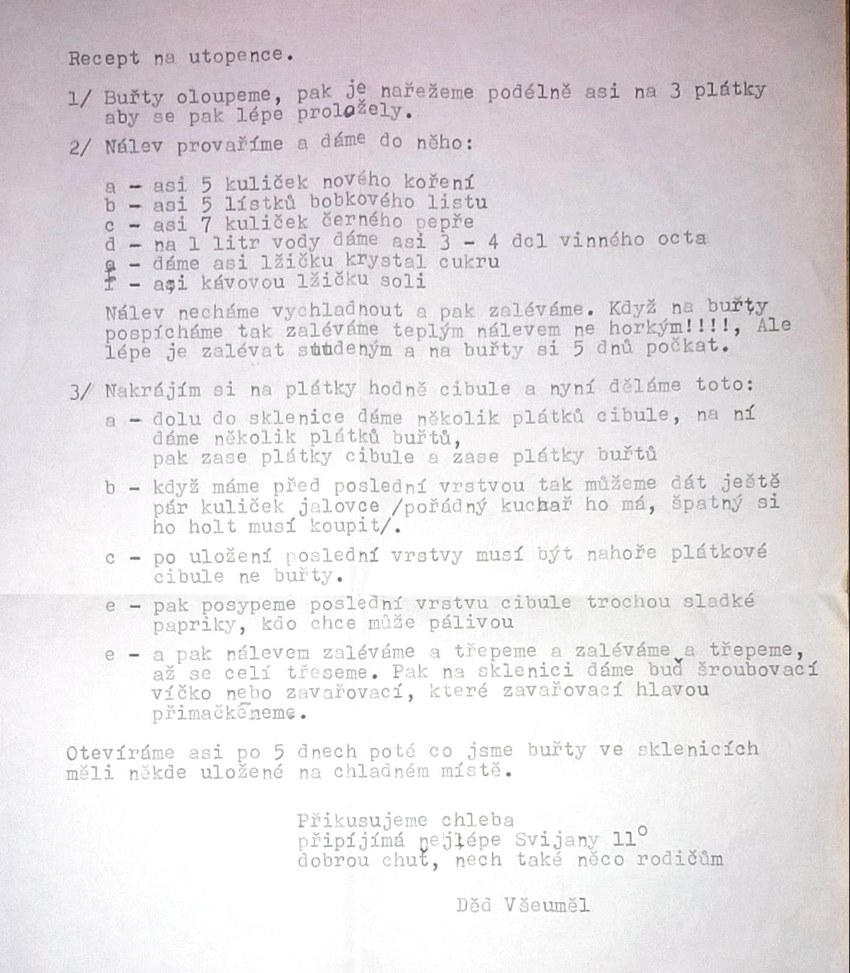 Recept na utopence.
1/ Buřty oloupeme, pak je nařežeme podélně asi na 3 plátky
aby se pak lépe proložely.
2/ Nálev provaříme a dáme do něho:
a - asi 5 kuliček nového koření
b - asi 5 lístků bobkového listu
c - asi 7 kuliček černého pepře
d - na 1 litr vody dáme asi 3 - 4 dcl vinného octa
e - dáme asi lžičku krystal cukru
f - asi kávovou lžičku soli
Nálev necháme vychladnout a pak zaléváme. Když na buřty
pospícháme tak zaléváme teplým nálevem ne horkým!!!!, Ale
lépe je zalévat studeným a na buřty si 5 dnů počkat.
3/ Nakrájím si na plátky hodně cibule a nyní děláme toto:
a - dolu do sklenice dáme několik plátků cibule, na ní
dáme několik plátků buřtů,
pak zase plátky cibule a zase plátky buřtů
b - když máme před poslední vrstvou tak můžeme dát ještě
pár kuliček jalovce /pořádný kuchař ho má, špatný si
ho holt musí koupit/.
c - po uložení poslední vrstvy musí být nahoře plátkové
cibule ne buřty.
e - pak posypeme poslední vrstvu cibule trochou sladké
papriky, kdo chce může pálivou
e - a pak nálevem zaléváme a třepeme a zaléváme a třepeme,
až se celí třeseme. Pak na sklenici dáme buď šroubovací
víčko nebo zavařovací, které zavařovací hlavou
přimačkneme.
Otevíráme asi po 5 dnech poté co jsme buřty ve sklenicích
měli někde uložené na chladném místě.
Přikusujeme chleba
připíjímá nejlépe Svijany 11°
dobrou chuť, nech také něco rodičům
Děd Všeuměl